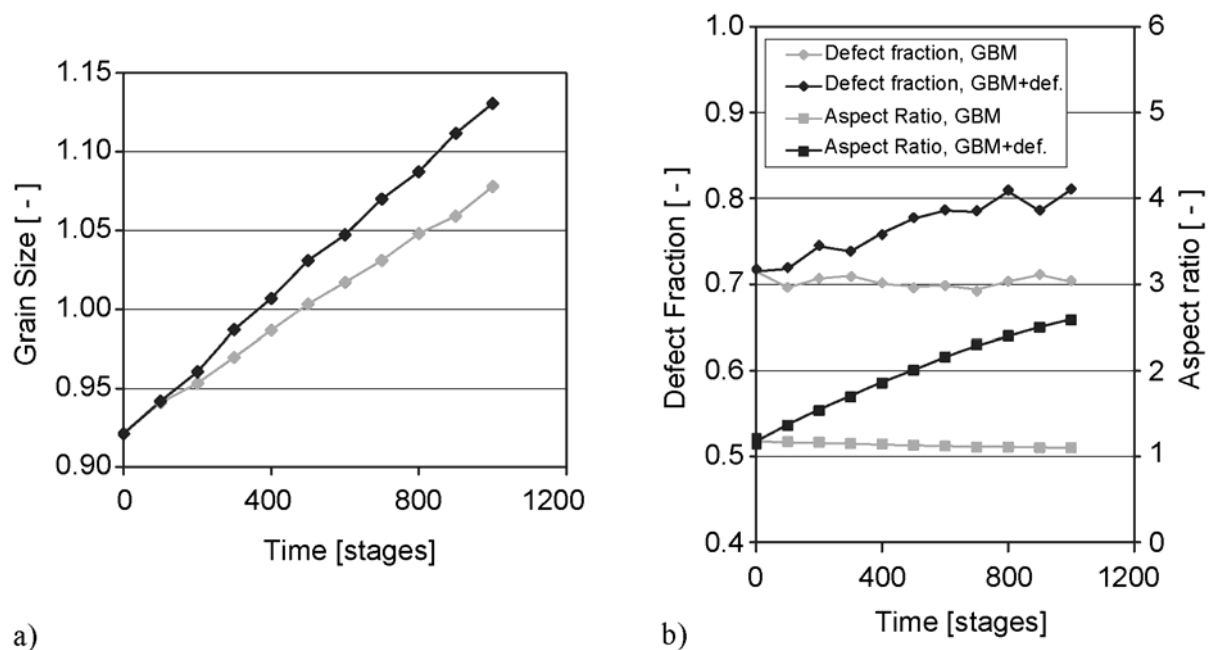 1.15
1.10
1.05
1.00
0.95
0.90
Grain Size [ - ]
0 400 800 1200
Time [stages]
a)
1.0
0.9
0.8
0.7
0.6
0.5
0.4
Defect Fraction [ - ]
Defect fraction, GBM
Defect fraction, GBM+def.
Aspect Ratio, GBM
Aspect Ratio, GBM+def.
6
5
4
3
2
1
0
Aspect ratio [ - ]
0 400 800 1200
Time [stages]
b)